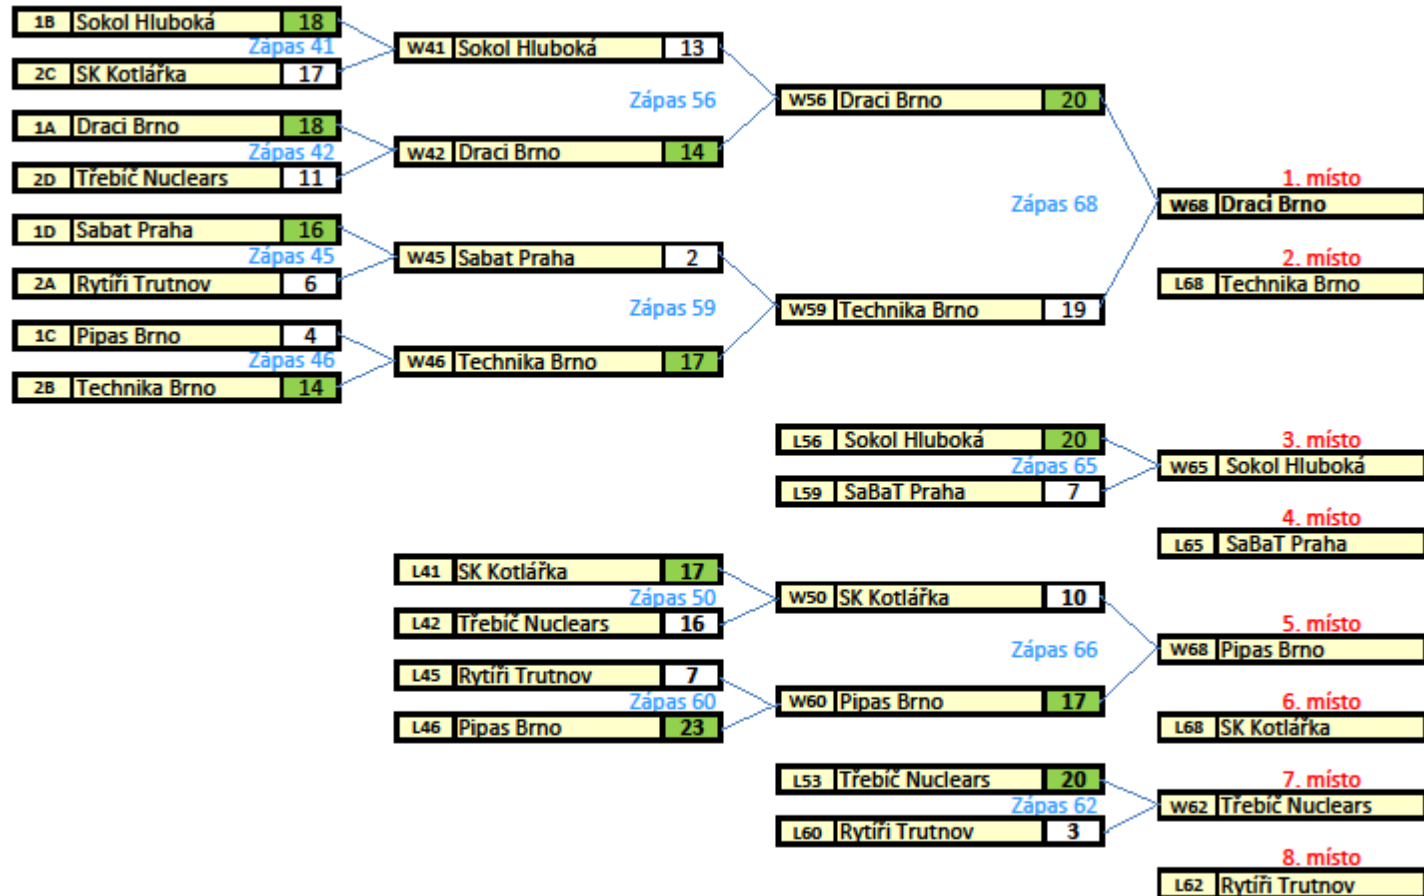 1B Sokol Hluboká 18
Zápas 41
W41 Sokol Hluboká 13
2C SK Kotlářka 17
Zápas 56
W56 Draci Brno 20
1A Draci Brno 18
Zápas 42
W42 Draci Brno 14
2D Třebíč Nuclears 11
1. místo
Zápas 68
W68 Draci Brno
1D Sabat Praha 16
Zápas 45
W45 Sabat Praha 2
2. místo
2A Rytíři Trutnov 6
L68 Technika Brno
Zápas 59
W59 Technika Brno 19
1C Pipas Brno 4
Zápas 46
W46 Technika Brno 17
2B Technika Brno 14
L56 Sokol Hluboká 20
3. místo
Zápas 65
W65 Sokol Hluboká
L59 SaBaT Praha 7
4. místo
L65 SaBaT Praha
L41 SK Kotlářka 17
Zápas 50
W50 SK Kotlářka 10
L42 Třebíč Nuclears 16
5. místo
Zápas 66
W68 Pipas Brno
L45 Rytíři Trutnov 7
Zápas 60
W60 Pipas Brno 17
6. místo
L46 Pipas Brno 23
L68 SK Kotlářka
L53 Třebíč Nuclears 20
7. místo
Zápas 62
W62 Třebíč Nuclears
L60 Rytíři Trutnov 3
8. místo
L62 Rytíři Trutnov